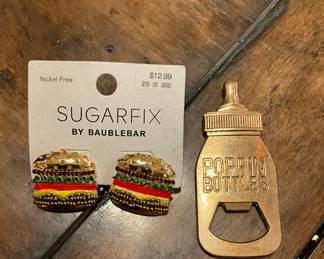 Nickel Free
$12.99
SUGARFIX
BY BAUBLEBAR
POPPIN
BOTTLES